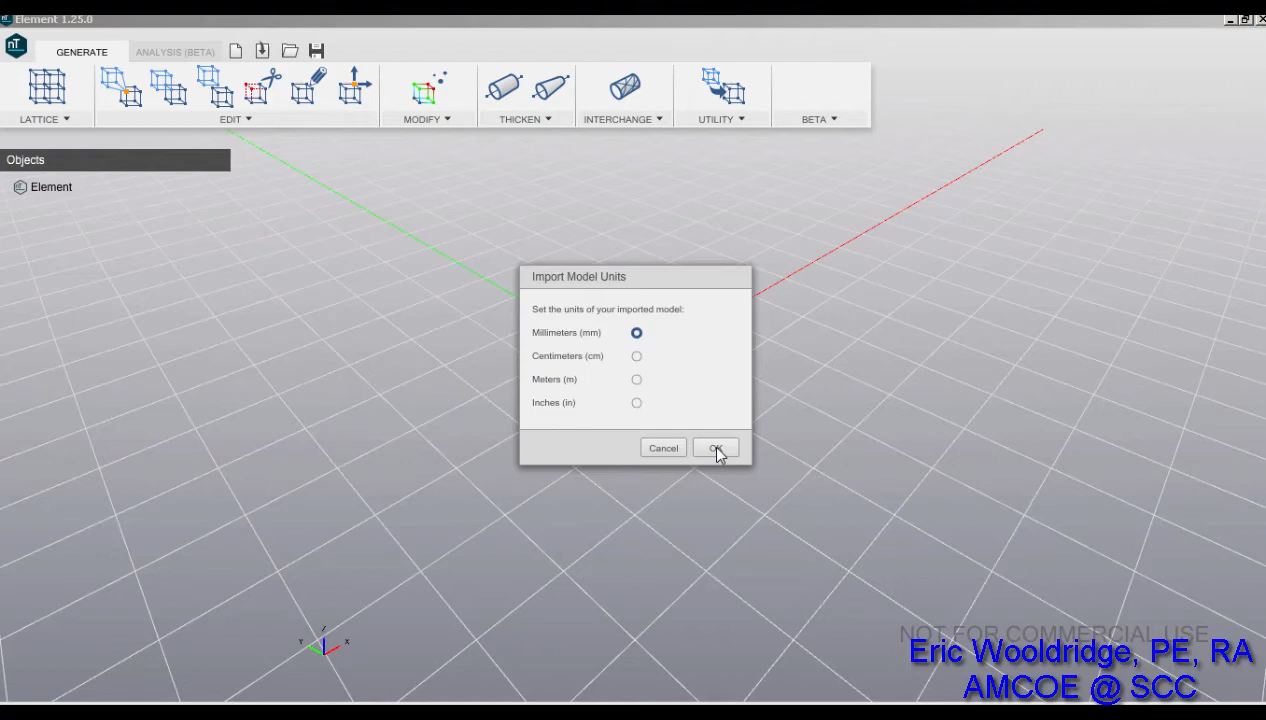 Element 1.25.0
nT
GENERATE
ANALYSIS (BETA)
LATTICE
EDIT
MODIFY
THICKEN
INTERCHANGE
UTILITY
BETA
Objects
Element
Import Model Units
Set the units of your imported model:
Millimeters (mm)
Centimeters (cm)
Meters (m)
Inches (in)
Cancel
OK
Z
Y
X
NOT FOR COMMERCIAL USE
Eric Wooldridge, PE, RA
AMCOE @ SCC